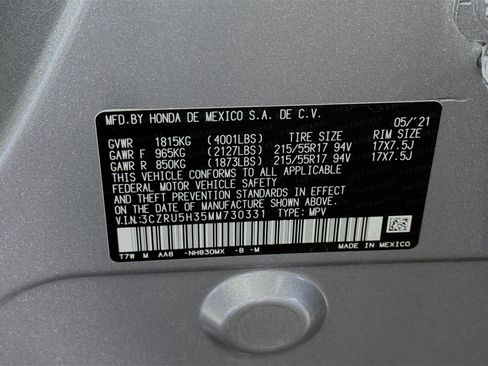 MFD.BY HONDA DE MEXICO S.A. DE C.V. 05/'21
GVWR 1815KG (4001LBS) TIRE SIZE RIM SIZE
GAWR F 965KG (2127LBS) 215/55R17 94V 17X7.5J
GAWR R 850KG (1873LBS) 215/55R17 94V 17X7.5J
THIS VEHICLE CONFORMS TO ALL APPLICABLE
FEDERAL MOTOR VEHICLE SAFETY
AND THEFT PREVENTION STANDARDS IN EFFECT
ON THE DATE OF MANUFACTURE SHOWN ABOVE.
V.I.N:3CZRU5H35MM730331 TYPE: MPV
T7W M AA8 -NH830MX -B -M MADE IN MEXICO